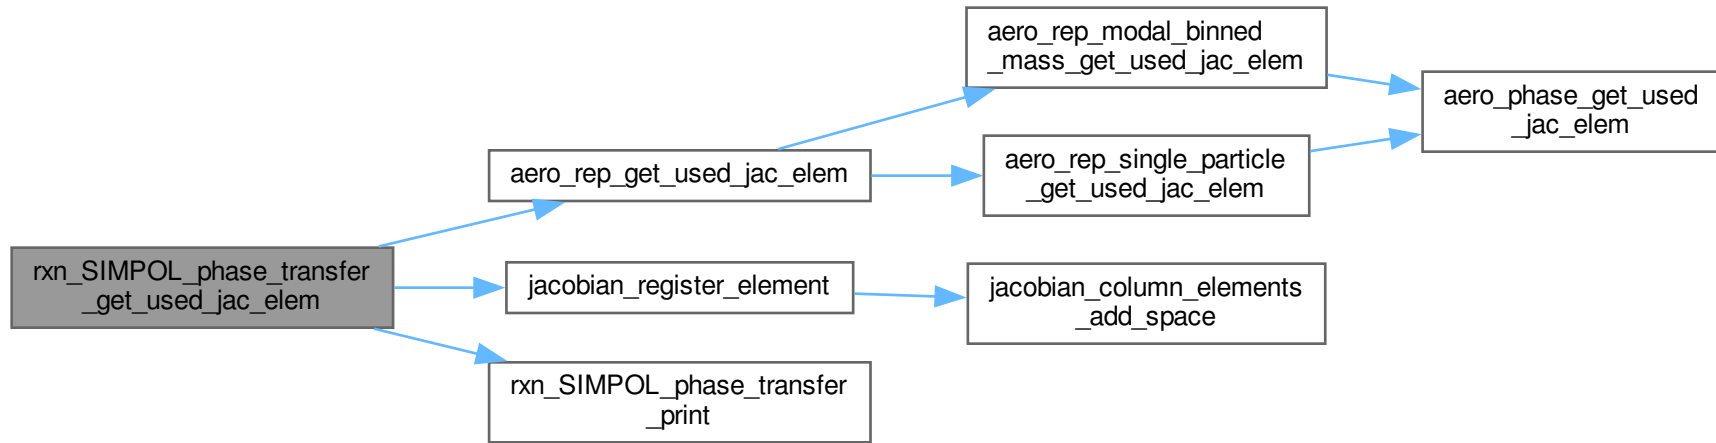 rxn_SIMPOL_phase_transfer
_get_used_jac_elem
aero_rep_get_used_jac_elem
aero_rep_modal_binned
_mass_get_used_jac_elem
aero_phase_get_used
_jac_elem
aero_rep_single_particle
_get_used_jac_elem
jacobian_register_element
jacobian_column_elements
_add_space
rxn_SIMPOL_phase_transfer
_print